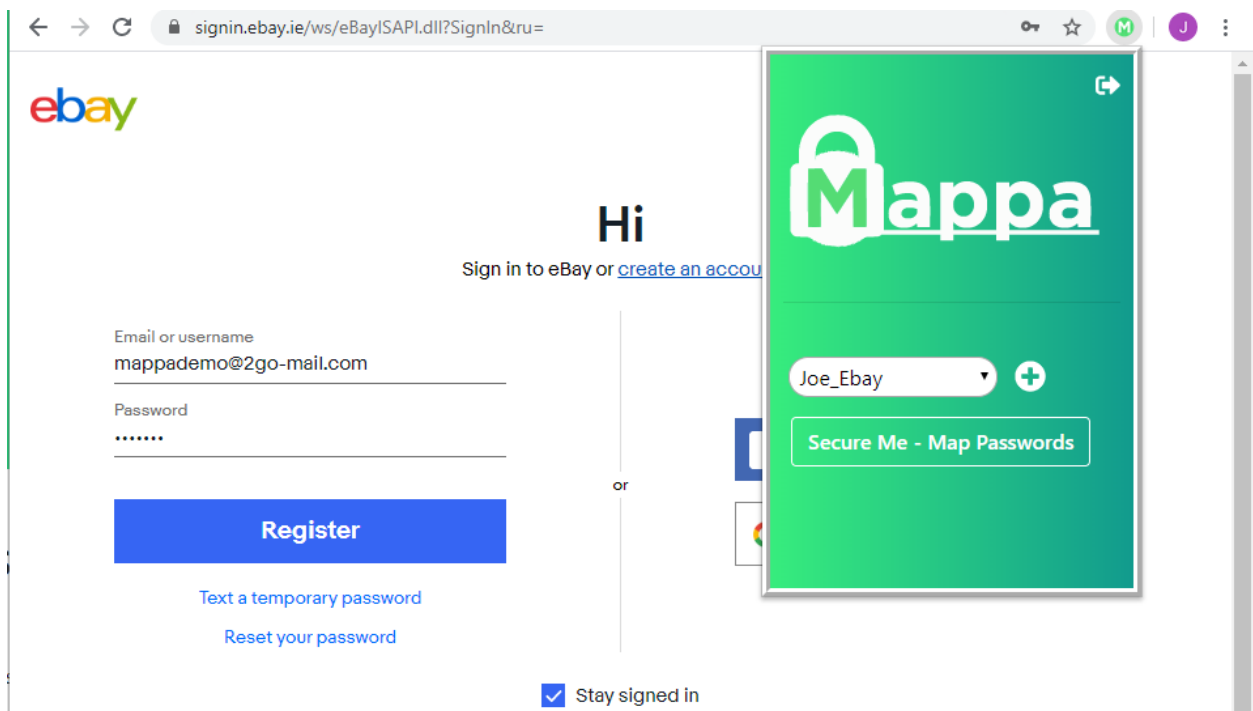 signin.ebay.ie/ws/eBayISAPI.dll?SignIn&ru=
M
J
ebay
Hi
Sign in to eBay or create an accou
Email or username
mappademo@2go-mail.com
Password
•••••••
or
Register
Text a temporary password
Reset your password
Stay signed in
Mappa
Joe_Ebay
Secure Me - Map Passwords